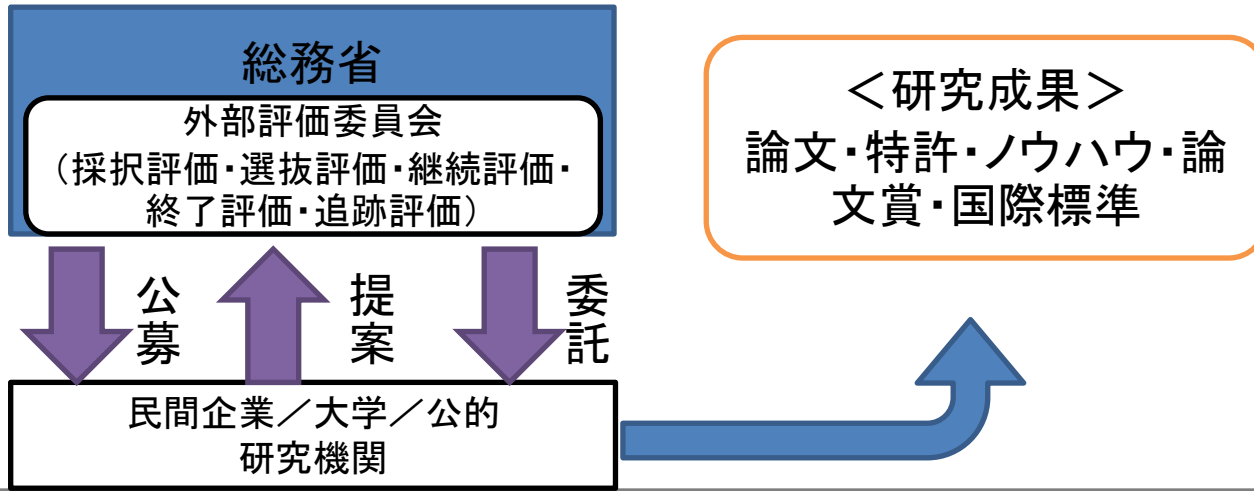 総務省
外部評価委員会
（採択評価・選抜評価・継続評価・
終了評価・追跡評価）
公募
提案
委託
民間企業／大学／公的
研究機関
＜研究成果＞
論文・特許・ノウハウ・論
文賞・国際標準